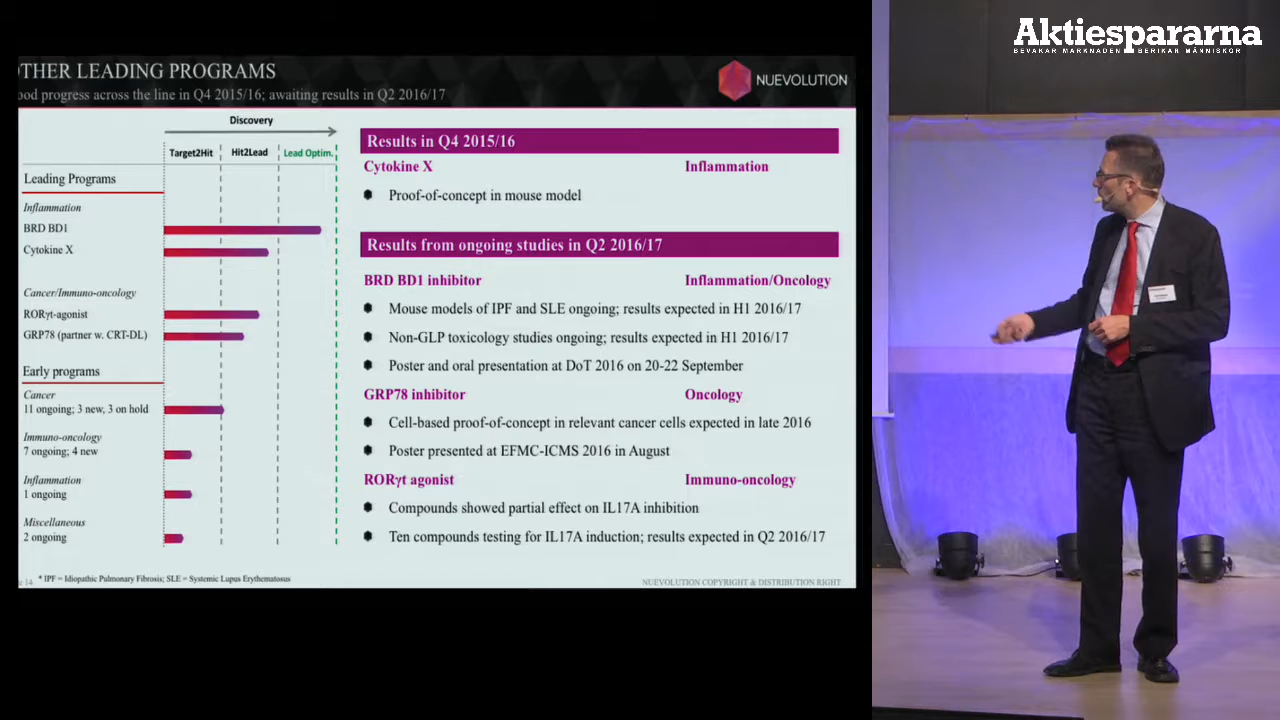 Aktiespararna
BEVAKAR MARKNADEN BERIKAR MÄNNISKOR
THER LEADING PROGRAMS
ood progress across the line in Q4 2015/16; awaiting results in Q2 2016/17
NUEVOLUTION
Discovery
Target2Hit Hit2Lead Lead Optim.
Leading Programs
Inflammation
BRD BD1
Cytokine X
Cancer/Immuno-oncology
RORγt-agonist
GRP78 (partner w. CRT-DL)
Early programs
Cancer
11 ongoing; 3 new, 3 on hold
Immuno-oncology
7 ongoing; 4 new
Inflammation
1 ongoing
Miscellaneous
2 ongoing
Results in Q4 2015/16
Cytokine X Inflammation
Proof-of-concept in mouse model
Results from ongoing studies in Q2 2016/17
BRD BD1 inhibitor Inflammation/Oncology
Mouse models of IPF and SLE ongoing; results expected in H1 2016/17
Non-GLP toxicology studies ongoing; results expected in H1 2016/17
Poster and oral presentation at DoT 2016 on 20-22 September
GRP78 inhibitor Oncology
Cell-based proof-of-concept in relevant cancer cells expected in late 2016
Poster presented at EFMC-ICMS 2016 in August
RORγt agonist Immuno-oncology
Compounds showed partial effect on IL17A inhibition
Ten compounds testing for IL17A induction; results expected in Q2 2016/17
* IPF = Idiopathic Pulmonary Fibrosis; SLE = Systemic Lupus Erythematosus
14
NUEVOLUTION COPYRIGHT & DISTRIBUTION RIGHT